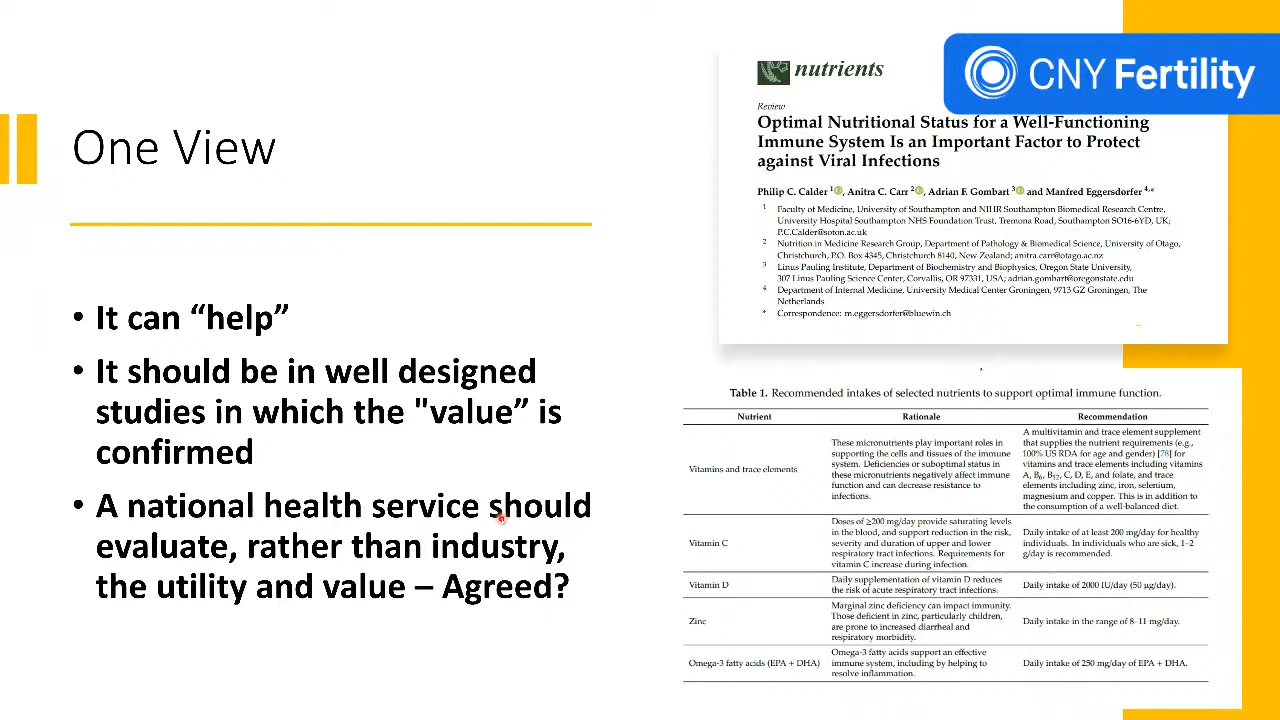 One View
• It can “help”
• It should be in well designed
studies in which the "value” is
confirmed
• A national health service should
evaluate, rather than industry,
the utility and value – Agreed?
CNY Fertility
nutrients
Review
Optimal Nutritional Status for a Well-Functioning
Immune System Is an Important Factor to Protect
against Viral Infections
Philip C. Calder 1, Anitra C. Carr 2, Adrian F. Gombart 3 and Manfred Eggersdorfer 4,*
1 Faculty of Medicine, University of Southampton and NIHR Southampton Biomedical Research Centre,
University Hospital Southampton NHS Foundation Trust, Tremona Road, Southampton SO16-6YD, UK;
P.C.Calder@soton.ac.uk
2 Nutrition in Medicine Research Group, Department of Pathology & Biomedical Science, University of Otago,
Christchurch, P.O. Box 4345, Christchurch 8140, New Zealand; anitra.carr@otago.ac.nz
3 Linus Pauling Institute, Department of Biochemistry and Biophysics, Oregon State University,
307 Linus Pauling Science Center, Corvallis, OR 97331, USA; adrian.gombart@oregonstate.edu
4 Department of Internal Medicine, University Medical Center Groningen, 9713 GZ Groningen, The
Netherlands
* Correspondence: m.eggersdorfer@bluewin.ch
Table 1. Recommended intakes of selected nutrients to support optimal immune function.
Nutrient Rationale Recommendation
Vitamins and trace elements
These micronutrients play important roles in
supporting the cells and tissues of the immune
system. Deficiencies or suboptimal status in
these micronutrients negatively affect immune
function and can decrease resistance to
infections.
A multivitamin and trace element supplement
that supplies the nutrient requirements (e.g.,
100% US RDA for age and gender) [78] for
vitamins and trace elements including vitamins
A, B6, B12, C, D, E, and folate, and trace
elements including zinc, iron, selenium,
magnesium and copper. This is in addition to
the consumption of a well-balanced diet.
Vitamin C
Doses of ≥200 mg/day provide saturating levels
in the blood, and support reduction in the risk,
severity and duration of upper and lower
respiratory tract infections. Requirements for
vitamin C increase during infection.
Daily intake of at least 200 mg/day for healthy
individuals. In individuals who are sick, 1–2
g/day is recommended.
Vitamin D
Daily supplementation of vitamin D reduces
the risk of acute respiratory tract infections.
Daily intake of 2000 IU/day (50 µg/day).
Zinc
Marginal zinc deficiency can impact immunity.
Those deficient in zinc, particularly children,
are prone to increased diarrheal and
respiratory morbidity.
Daily intake in the range of 8–11 mg/day.
Omega-3 fatty acids (EPA + DHA)
Omega-3 fatty acids support an effective
immune system, including by helping to
resolve inflammation.
Daily intake of 250 mg/day of EPA + DHA.